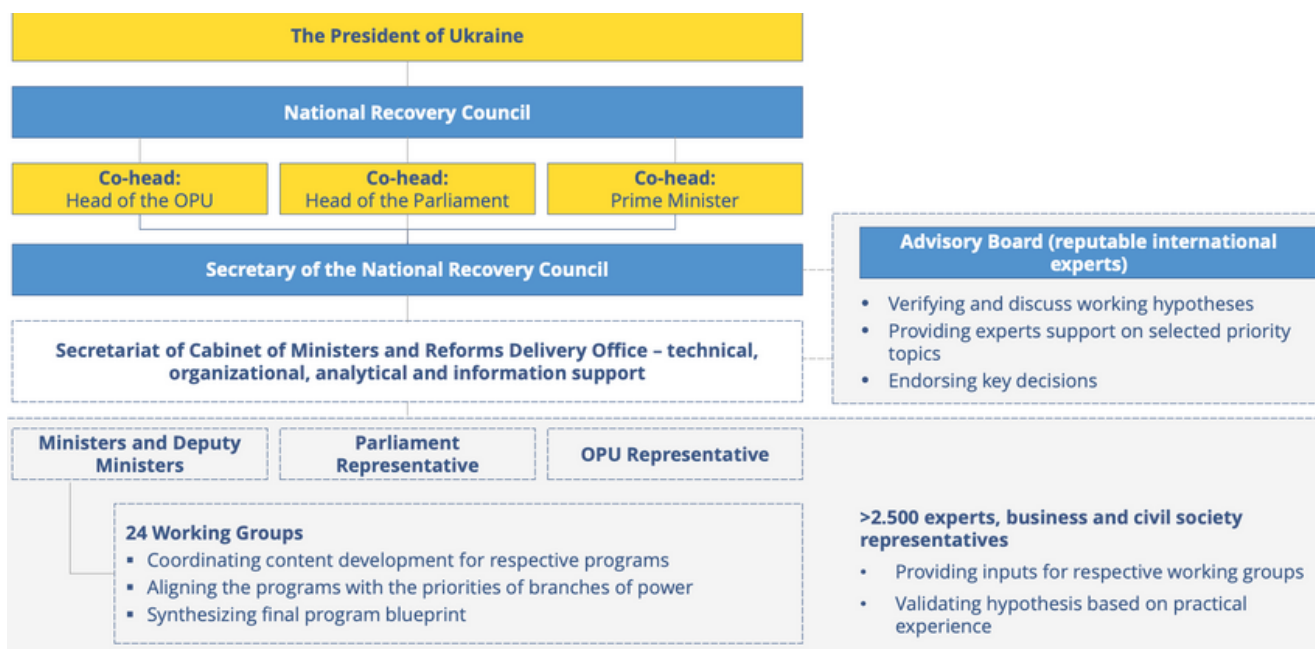 The President of Ukraine
National Recovery Council
Co-head:
Head of the OPU
Co-head:
Head of the Parliament
Co-head:
Prime Minister
Secretary of the National Recovery Council
Advisory Board (reputable international
experts)
• Verifying and discuss working hypotheses
• Providing experts support on selected priority
topics
• Endorsing key decisions
Secretariat of Cabinet of Ministers and Reforms Delivery Office – technical,
organizational, analytical and information support
Ministers and Deputy
Ministers
Parliament
Representative
OPU Representative
24 Working Groups
▪ Coordinating content development for respective programs
▪ Aligning the programs with the priorities of branches of power
▪ Synthesizing final program blueprint
>2.500 experts, business and civil society
representatives
• Providing inputs for respective working groups
• Validating hypothesis based on practical
experience